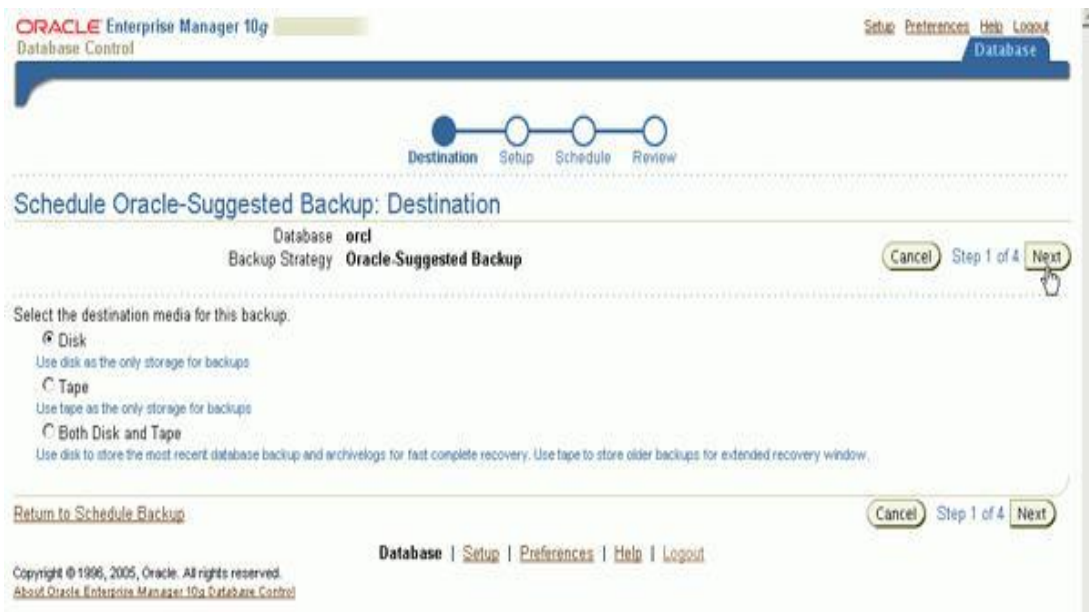 ORACLE Enterprise Manager 10g
Database Control
Setup Preferences Help Logout
Database
Destination Setup Schedule Review
Schedule Oracle-Suggested Backup: Destination
Database orcl
Backup Strategy Oracle-Suggested Backup
Cancel Step 1 of 4 Next
Select the destination media for this backup.
Disk
Use disk as the only storage for backups
Tape
Use tape as the only storage for backups
Both Disk and Tape
Use disk to store the most recent database backup and archivelogs for fast complete recovery. Use tape to store older backups for extended recovery window.
Return to Schedule Backup
Cancel Step 1 of 4 Next
Database | Setup | Preferences | Help | Logout
Copyright © 1996, 2005, Oracle. All rights reserved.
About Oracle Enterprise Manager 10g Database Control